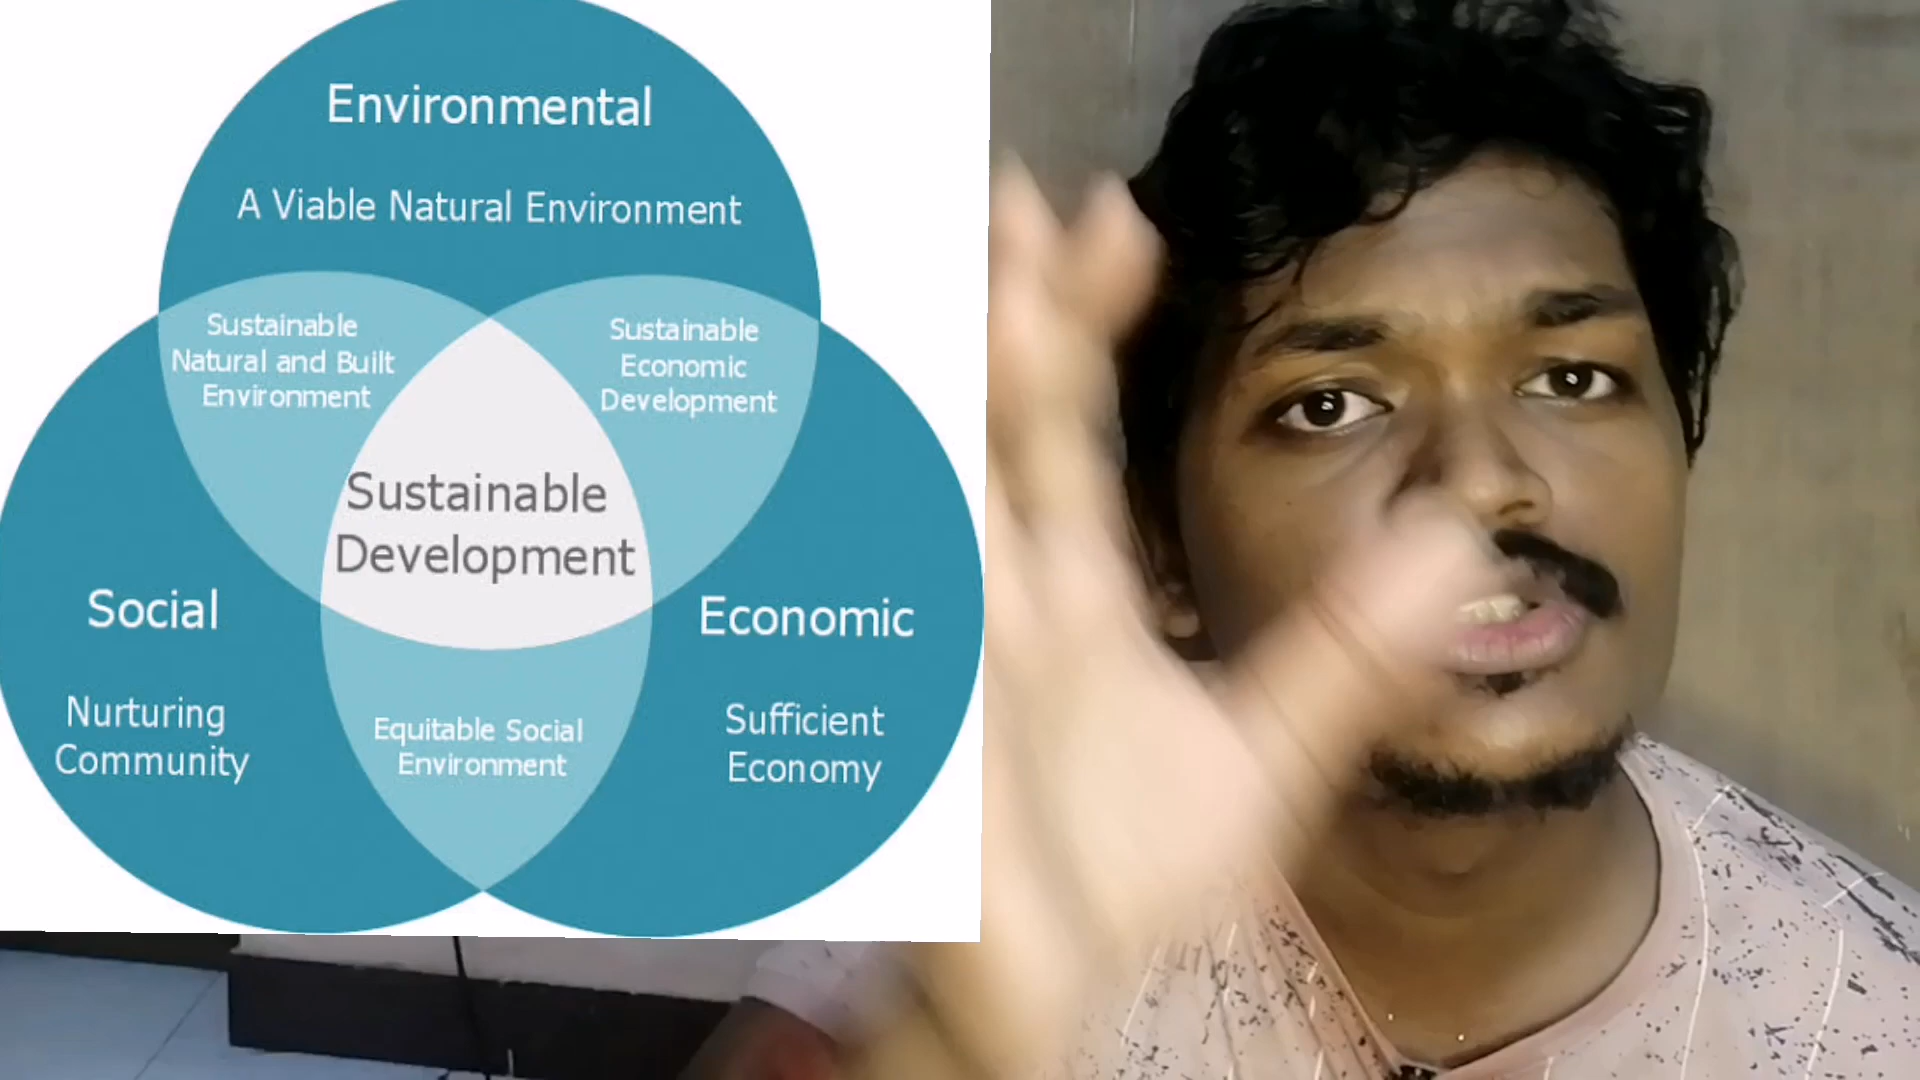 Environmental
A Viable Natural Environment
Sustainable
Natural and Built
Environment
Sustainable
Economic
Development
Sustainable
Development
Social
Nurturing
Community
Economic
Sufficient
Economy
Equitable Social
Environment